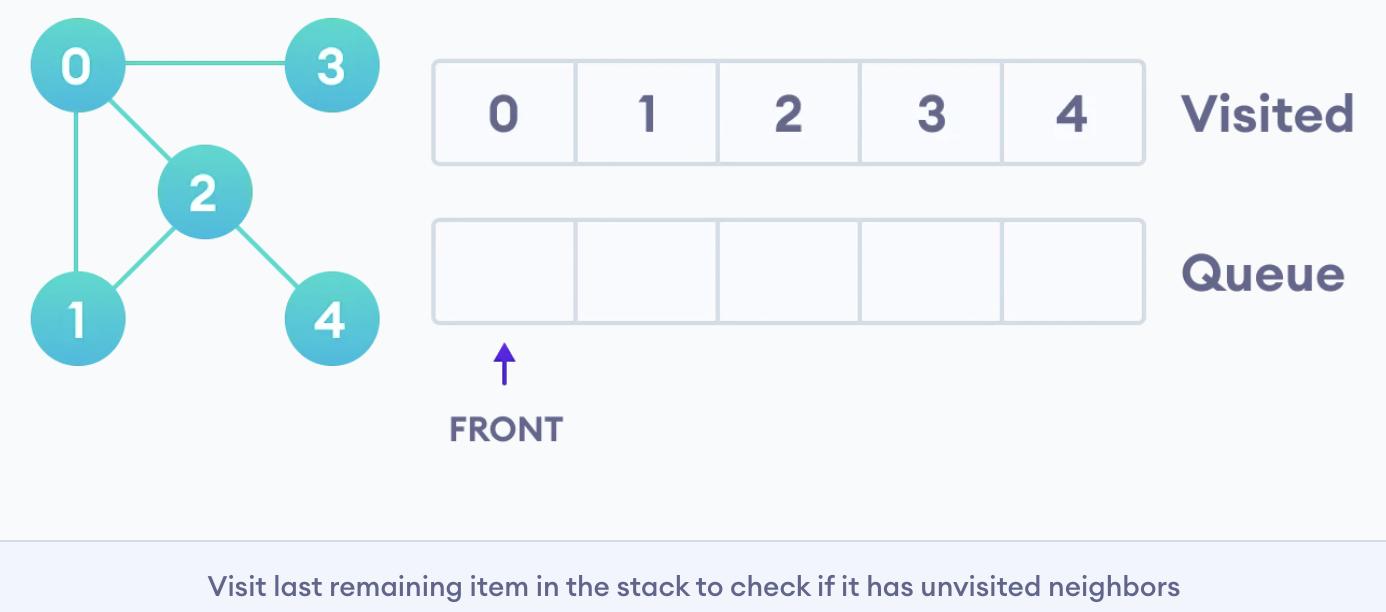 0 3
2
1 4
0 1 2 3 4 Visited
Queue
FRONT
Visit last remaining item in the stack to check if it has unvisited neighbors